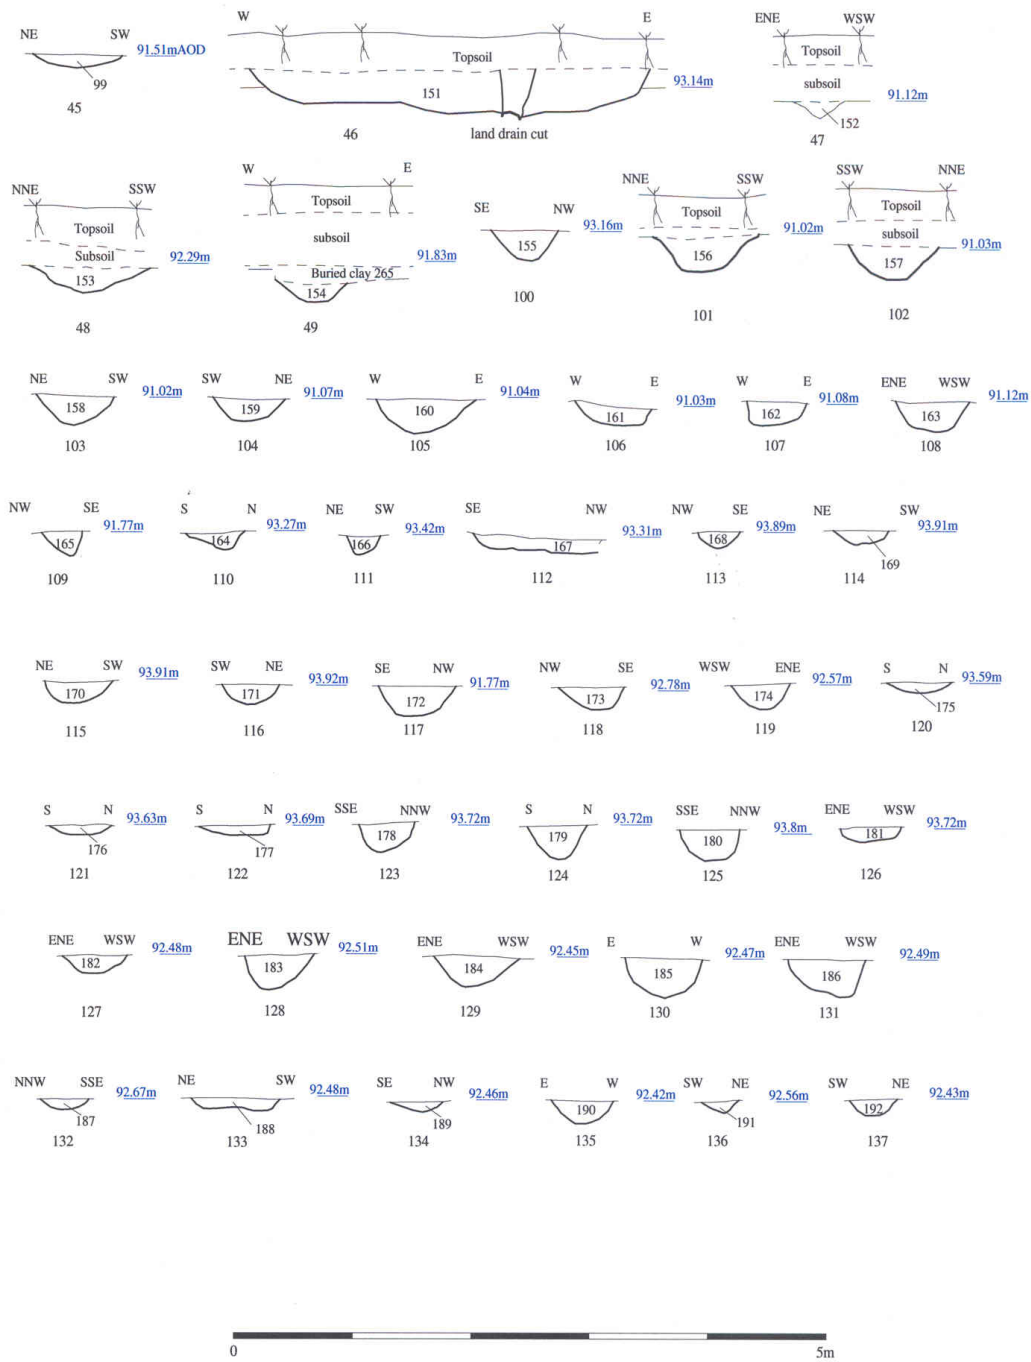 NE SW 91.51mAOD
99
45
W E
Topsoil
151
93.14m
46 land drain cut
ENE WSW
Topsoil
subsoil
91.12m
152
47
NNE SSW
Topsoil
Subsoil
92.29m
153
48
W E
Topsoil
subsoil
91.83m
Buried clay 265
154
49
SE NW 93.16m
155
100
NNE SSW
Topsoil
91.02m
156
101
SSW NNE
Topsoil
subsoil
91.03m
157
102
NE SW 91.02m
158
103
SW NE 91.07m
159
104
W E 91.04m
160
105
W E 91.03m
161
106
W E 91.08m
162
107
ENE WSW 91.12m
163
108
NW SE 91.77m
165
109
S N 93.27m
164
110
NE SW 93.42m
166
111
SE NW 93.31m
167
112
NW SE 93.89m
168
113
NE SW 93.91m
169
114
NE SW 93.91m
170
115
SW NE 93.92m
171
116
SE NW 91.77m
172
117
NW SE 92.78m
173
118
WSW ENE 92.57m
174
119
S N 93.59m
175
120
S N 93.63m
176
121
S N 93.69m
177
122
SSE NNW 93.72m
178
123
S N 93.72m
179
124
SSE NNW 93.8m
180
125
ENE WSW 93.72m
181
126
ENE WSW 92.48m
182
127
ENE WSW 92.51m
183
128
ENE WSW 92.45m
184
129
E W 92.47m
185
130
ENE WSW 92.49m
186
131
NNW SSE 92.67m
187
132
NE SW 92.48m
188
133
SE NW 92.46m
189
134
E W 92.42m
190
135
SW NE 92.56m
191
136
SW NE 92.43m
192
137
0 5m